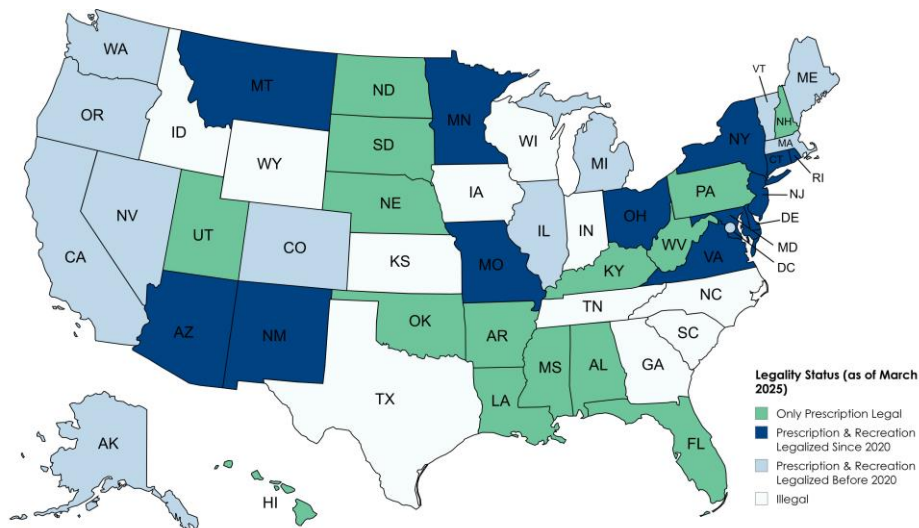 WA
MT
ND
MN
VT
ME
OR
ID
SD
WI
NH
NY
MA
WY
MI
CT
RI
IA
PA
NJ
NV
NE
OH
DE
UT
IL
IN
MD
CA
CO
WV
DC
KS
MO
KY
VA
TN
NC
AZ
NM
OK
AR
SC
MS
AL
GA
TX
LA
FL
AK
HI
Legality Status (as of March
2025)
Only Prescription Legal
Prescription & Recreation
Legalized Since 2020
Prescription & Recreation
Legalized Before 2020
Illegal